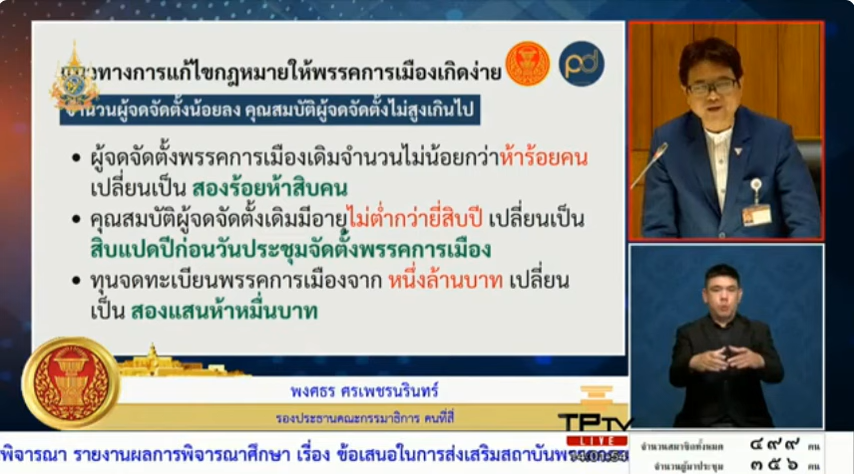 ทางการแก้ไขกฎหมายให้พรรคการเมืองเกิดง่าย
pd
จำนวนผู้จดจัดตั้งน้อยลง คุณสมบัติผู้จดจัดตั้งไม่สูงเกินไป
• ผู้จดจัดตั้งพรรคการเมืองเดิมจำนวนไม่น้อยกว่าห้าร้อยคน
เปลี่ยนเป็น สองร้อยห้าสิบคน
• คุณสมบัติผู้จดจัดตั้งเดิมมีอายุไม่ต่ำกว่ายี่สิบปี เปลี่ยนเป็น
สิบแปดปีก่อนวันประชุมจัดตั้งพรรคการเมือง
• ทุนจดทะเบียนพรรคการเมืองจาก หนึ่งล้านบาท เปลี่ยน
เป็น สองแสนห้าหมื่นบาท
พงศธร ศรเพชรนรินทร์
รองประธานคณะกรรมาธิการ คนที่สี่
TPTV
LIVE
พิจารณา รายงานผลการพิจารณาศึกษา เรื่อง ข้อเสนอในการส่งเสริมสถาบันพรรค
จำนวนสมาชิกทั้งหมด ๔๙๙ คน
จำนวนผู้มาประชุม ๓๕๖ คน